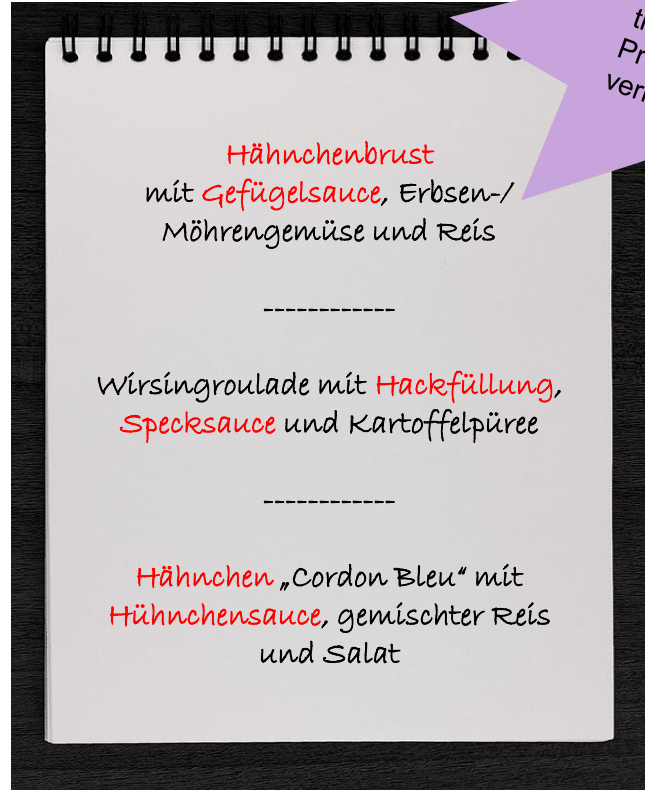 Hähnchenbrust
mit Gefügelsauce, Erbsen-/
Möhrengemüse und Reis
------------
Wirsingroulade mit Hackfüllung,
Specksauce und Kartoffelpüree
------------
Hähnchen „Cordon Bleu“ mit
Hühnchensauce, gemischter Reis
und Salat